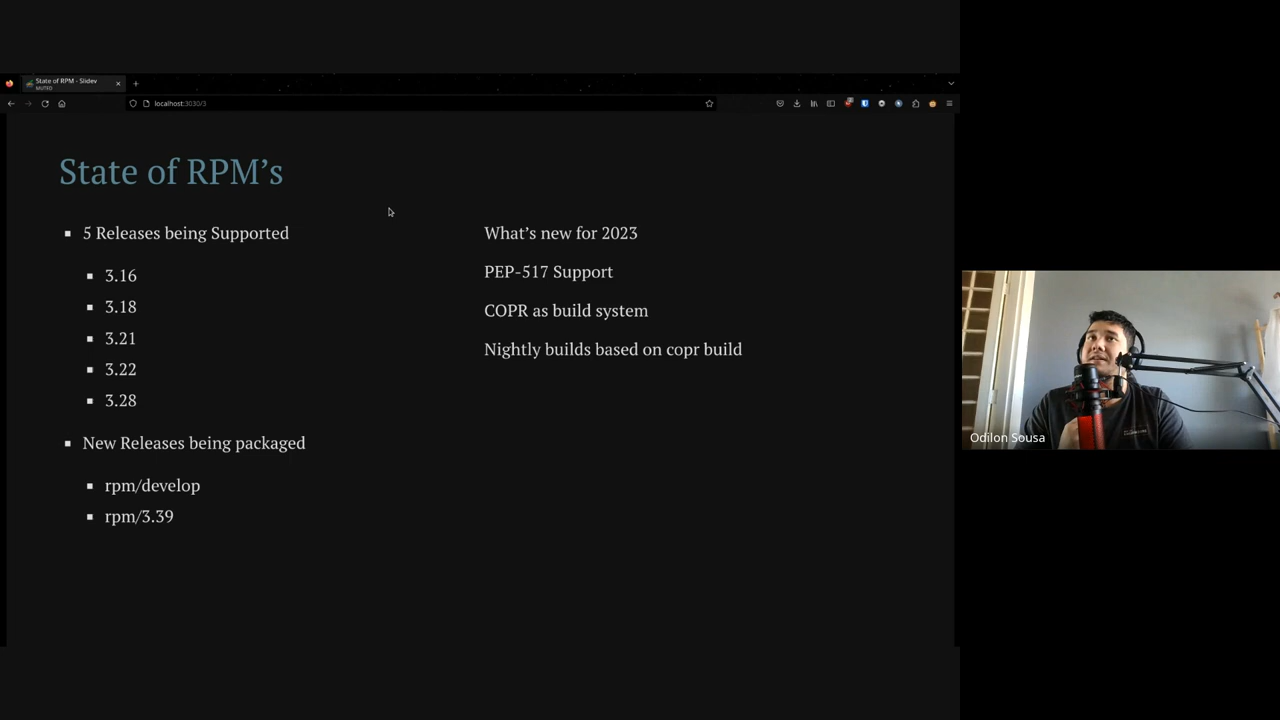 State of RPM - Slidev
MUTED
localhost:3030/3
State of RPM's
5 Releases being Supported
3.16
3.18
3.21
3.22
3.28
New Releases being packaged
rpm/develop
rpm/3.39
What's new for 2023
PEP-517 Support
COPR as build system
Nightly builds based on copr build
Odilon Sousa